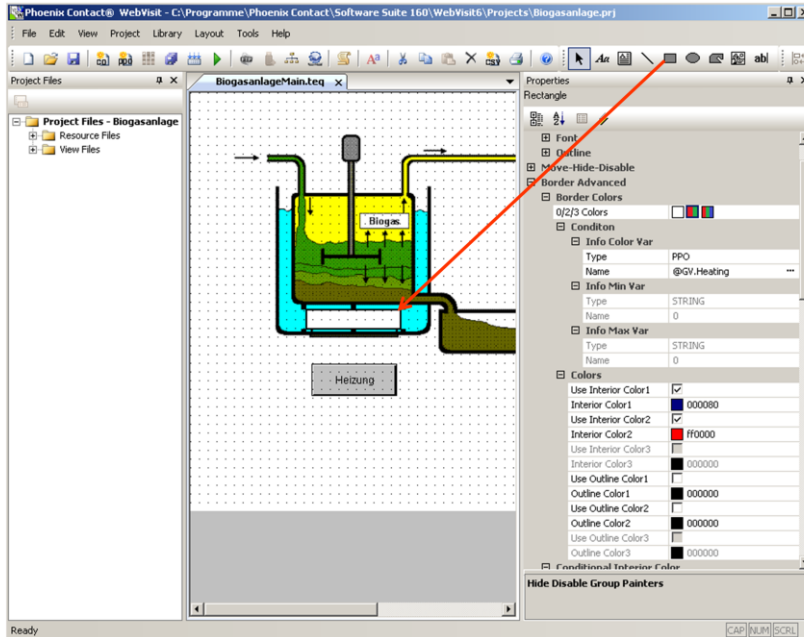 Phoenix Contact® WebVisit - C:\Programme\Phoenix Contact\Software Suite 160\WebVisit6\Projects\Biogasanlage.prj
File Edit View Project Library Layout Tools Help
Project Files
Project Files - Biogasanlage
Resource Files
View Files
BiogasanlageMain.teq x
Biogas
Heizung
Properties
Rectangle
Font
Outline
Move-Hide-Disable
Border Advanced
Border Colors
0/2/3 Colors
Conditon
Info Color Var
Type PPO
Name @GV.Heating ...
Info Min Var
Type STRING
Name 0
Info Max Var
Type STRING
Name 0
Colors
Use Interior Color1
Interior Color1 000080
Use Interior Color2
Interior Color2 ff0000
Use Interior Color3
Interior Color3 000000
Use Outline Color1
Outline Color1 000000
Use Outline Color2
Outline Color2 000000
Use Outline Color3
Outline Color3 000000
Conditional Interior Color
Hide Disable Group Painters
Ready
CAP NUM SCRL